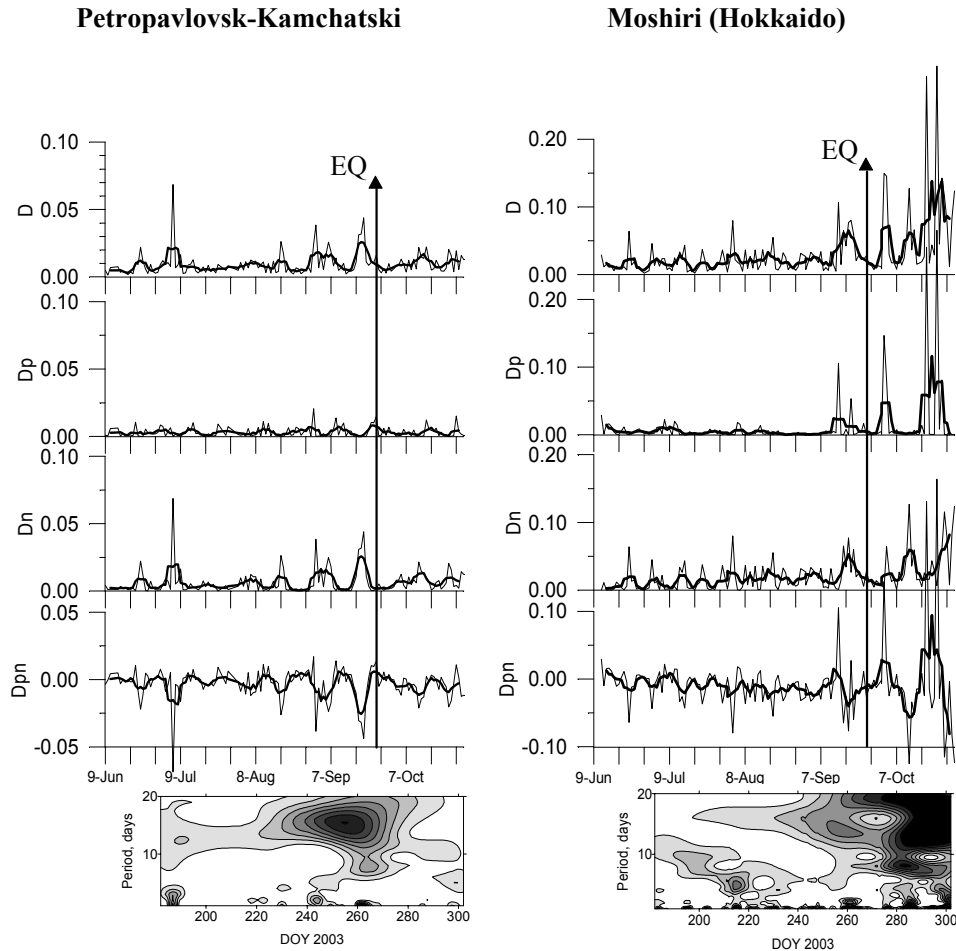 Petropavlovsk-Kamchatski
Moshiri (Hokkaido)
0.10
0.05
0.00
D
EQ
0.10
0.05
0.00
Dp
0.10
0.05
0.00
Dn
0.05
0.00
-0.05
Dpn
9-Jun 9-Jul 8-Aug 7-Sep 7-Oct
20
10
Period, days
200 220 240 260 280 300
DOY 2003
0.20
0.10
0.00
D
EQ
0.20
0.10
0.00
Dp
0.20
0.10
0.00
Dn
0.10
0.00
-0.10
Dpn
9-Jun 9-Jul 8-Aug 7-Sep 7-Oct
20
10
Period, days
200 220 240 260 280 300
DOY 2003